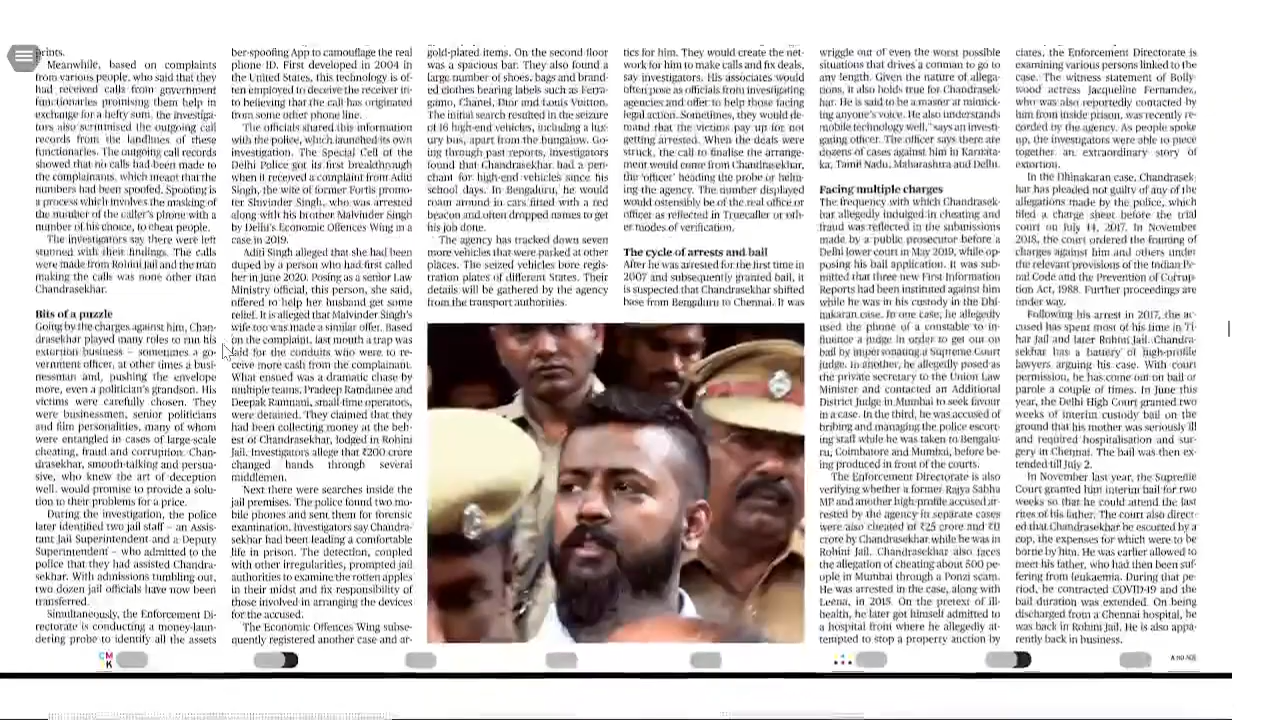 prints.
Meanwhile, based on complaints
from various people, who said that they
had received calls from government
functionaries promising them help in
exchange for a hefty sum, the investiga-
tors also scrutinised the outgoing call
records from the landlines of these
functionaries. The outgoing call records
showed that no calls had been made to
the complainants, which meant that the
numbers had been spoofed. Spoofing is
a process which involves the masking of
the number of the caller's phone with a
number of his choice, to cheat people.
The investigators say there were left
stunned with their findings. The calls
were made from Rohini Jail and the man
making the calls was none other than
Chandrasekhar.
Bits of a puzzle
Going by the charges against him, Chan-
drasekhar played many roles to run his
extortion business – sometimes a go-
vernment officer, at other times a busi-
nessman and, pushing the envelope
more, even a politician's grandson. His
victims were carefully chosen. They
were businessmen, senior politicians
and film personalities, many of whom
were entangled in cases of large-scale
cheating, fraud and corruption. Chan-
drasekhar, smooth-talking and persua-
sive, who knew the art of deception
well, would promise to provide a solu-
tion to their problems for a price.
During the investigation, the police
later identified two jail staff – an Assis-
tant Jail Superintendent and a Deputy
Superintendent – who admitted to the
police that they had assisted Chandra-
sekhar. With admissions tumbling out,
two dozen jail officials have now been
transferred.
Simultaneously, the Enforcement Di-
rectorate is conducting a money-laun-
dering probe to identify all the assets
ber-spoofing App to camouflage the real
phone ID. First developed in 2004 in
the United States, this technology is of-
ten employed to deceive the receiver in-
to believing that the call has originated
from some other phone line.
The officials shared this information
with the police, which launched its own
investigation. The Special Cell of the
Delhi Police got its first breakthrough
when it received a complaint from Aditi
Singh, the wife of former Fortis promo-
ter Shivinder Singh, who was arrested
along with his brother Malvinder Singh
by Delhi's Economic Offences Wing in a
case in 2019.
Aditi Singh alleged that she had been
duped by a person who had first called
her in June 2020. Posing as a senior Law
Ministry official, this person, she said,
offered to help her husband get some
relief. It is alleged that Malvinder Singh's
wife too was made a similar offer. Based
on the complaint, last month a trap was
laid for the conduits who were to re-
ceive more cash from the complainant.
What ensued was a dramatic chase by
multiple teams. Pradeep Ramdanee and
Deepak Ramnani, small-time operators,
were detained. They claimed that they
had been collecting money at the beh-
est of Chandrasekhar, lodged in Rohini
Jail. Investigators allege that ₹200 crore
changed hands through several
middlemen.
Next there were searches inside the
jail premises. The police found two mo-
bile phones and sent them for forensic
examination. Investigators say Chandra-
sekhar had been leading a comfortable
life in prison. The detection, coupled
with other irregularities, prompted jail
authorities to examine the rotten apples
in their midst and fix responsibility of
those involved in arranging the devices
for the accused.
The Economic Offences Wing subse-
quently registered another case and ar-
gold-plated items. On the second floor
was a spacious bar. They also found a
large number of shoes, bags and brand-
ed clothes bearing labels such as Ferra-
gamo, Chanel, Dior and Louis Vuitton.
The initial search resulted in the seizure
of 16 high-end vehicles, including a lux-
ury bus, apart from the bungalow. Go-
ing through past reports, investigators
found that Chandrasekhar had a pen-
chant for high-end vehicles since his
school days. In Bengaluru, he would
roam around in cars fitted with a red
beacon and often dropped names to get
his job done.
The agency has tracked down seven
more vehicles that were parked at other
places. The seized vehicles bore regis-
tration plates of different States. Their
details will be gathered by the agency
from the transport authorities.
tics for him. They would create the net-
work for him to make calls and fix deals,
say investigators. His associates would
often pose as officials from investigating
agencies and offer to help those facing
legal action. Sometimes, they would de-
mand that the victims pay up for not
getting arrested. When the deals were
struck, the call to finalise the arrange-
ment would come from Chandrasekhar,
the 'officer' heading the probe or helm-
ing the agency. The number displayed
would ostensibly be of the real office or
officer as reflected in Truecaller or oth-
er modes of verification.
The cycle of arrests and bail
After he was arrested for the first time in
2007 and subsequently granted bail, it
is suspected that Chandrasekhar shifted
base from Bengaluru to Chennai. It was
wriggle out of even the worst possible
situations that drives a conman to go to
any length. Given the nature of allega-
tions, it also holds true for Chandrasek-
har. He is said to be a master at mimick-
ing anyone's voice. He also understands
mobile technology well," says an investi-
gating officer. The officer says there are
dozens of cases against him in Karnata-
ka, Tamil Nadu, Maharashtra and Delhi.
Facing multiple charges
The frequency with which Chandrasek-
har allegedly indulged in cheating and
fraud was reflected in the submissions
made by a public prosecutor before a
Delhi lower court in May 2019, while op-
posing his bail application. It was sub-
mitted that three new First Information
Reports had been instituted against him
while he was in his custody in the Dhi-
nakaran case. In one case, he allegedly
used the phone of a constable to in-
fluence a judge in order to get out on
bail by impersonating a Supreme Court
judge. In another, he allegedly posed as
the private secretary to the Union Law
Minister and contacted an Additional
District Judge in Mumbai to seek favour
in a case. In the third, he was accused of
bribing and managing the police escort-
ing staff while he was taken to Bengalu-
ru, Coimbatore and Mumbai, before be-
ing produced in front of the courts.
The Enforcement Directorate is also
verifying whether a former Rajya Sabha
MP and another high-profile accused ar-
rested by the agency in separate cases
were also cheated of ₹25 crore and
crore by Chandrasekhar while he was in
Rohini Jail. Chandrasekhar also faces
the allegation of cheating about 500 pe-
ople in Mumbai through a Ponzi scam.
He was arrested in the case, along with
Leena, in 2015. On the pretext of ill-
health, he later got himself admitted to
a hospital from where he allegedly at-
tempted to stop a property auction by
ciates, the Enforcement Directorate is
examining various persons linked to the
case. The witness statement of Bolly-
wood actress Jacqueline Fernandez,
who was also reportedly contacted by
him from inside prison, was recently re-
corded by the agency. As people spoke
up, the investigators were able to piece
together an extraordinary story of
extortion.
In the Dhinakaran case, Chandrasek-
har has pleaded not guilty of any of the
allegations made by the police, which
filed a charge sheet before the trial
court on July 14, 2017. In November
2018, the court ordered the framing of
charges against him and others under
the relevant provisions of the Indian Pe-
nal Code and the Prevention of Corrup-
tion Act, 1988. Further proceedings are
under way.
Following his arrest in 2017, the ac-
cused has spent most of his time in Ti-
har Jail and later Rohini Jail. Chandra-
sekhar has a battery of high-profile
lawyers arguing his case. With court
permission, he has come out on bail or
parole a couple of times. In June this
year, the Delhi High Court granted two
weeks of interim custody bail on the
ground that his mother was seriously ill
and required hospitalisation and sur-
gery in Chennai. The bail was then ex-
tended till July 2.
In November last year, the Supreme
Court granted him interim bail for two
weeks so that he could attend the last
rites of his father. The court also direct-
ed that Chandrasekhar be escorted by a
cop, the expenses for which were to be
borne by him. He was earlier allowed to
meet his father, who had then been suf-
fering from leukaemia. During that pe-
riod, he contracted COVID-19 and the
bail duration was extended. On being
discharged from a Chennai hospital, he
was back in Rohini Jail. He is also appa-
rently back in business.
CMK